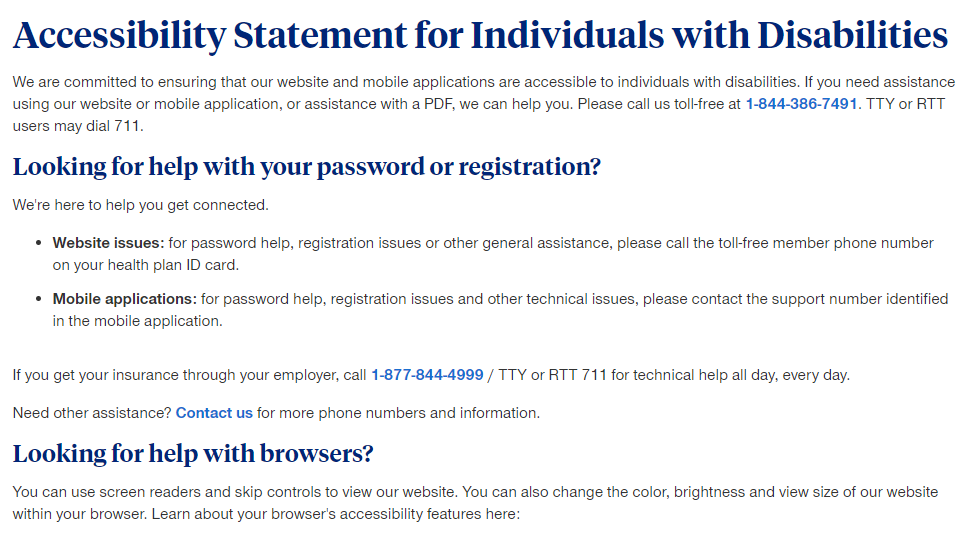 Accessibility Statement for Individuals with Disabilities
We are committed to ensuring that our website and mobile applications are accessible to individuals with disabilities. If you need assistance
using our website or mobile application, or assistance with a PDF, we can help you. Please call us toll-free at 1-844-386-7491. TTY or RTT
users may dial 711.
Looking for help with your password or registration?
We're here to help you get connected.
• Website issues: for password help, registration issues or other general assistance, please call the toll-free member phone number
on your health plan ID card.
• Mobile applications: for password help, registration issues and other technical issues, please contact the support number identified
in the mobile application.
If you get your insurance through your employer, call 1-877-844-4999 / TTY or RTT 711 for technical help all day, every day.
Need other assistance? Contact us for more phone numbers and information.
Looking for help with browsers?
You can use screen readers and skip controls to view our website. You can also change the color, brightness and view size of our website
within your browser. Learn about your browser's accessibility features here: